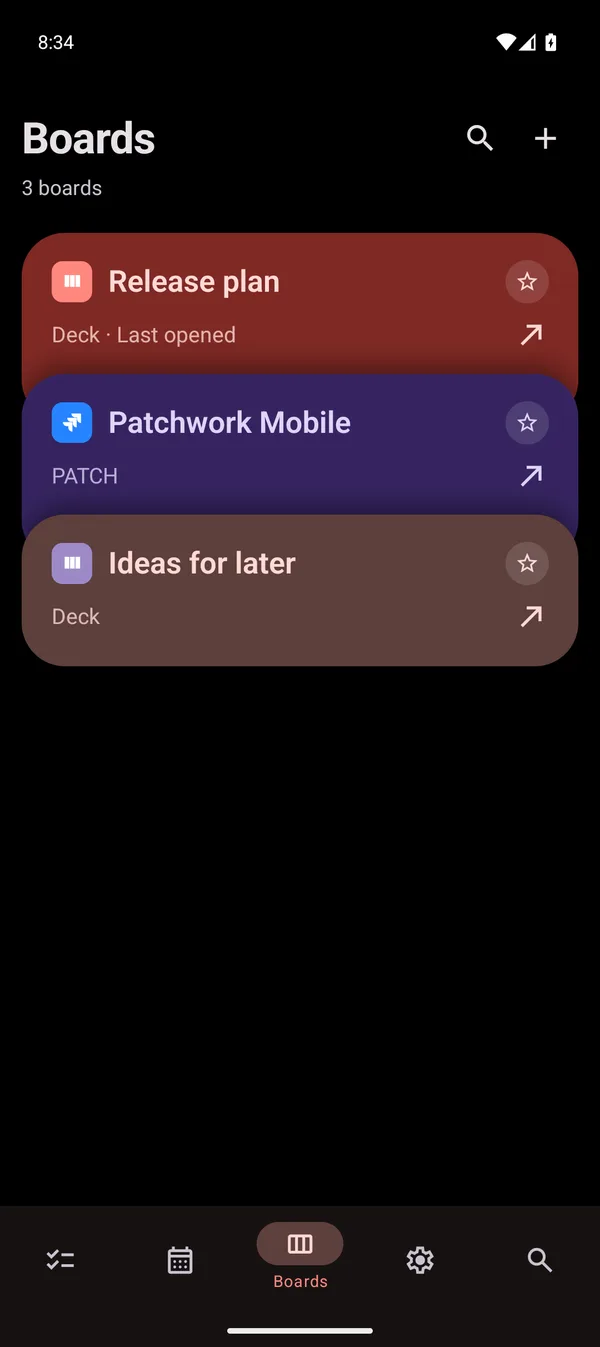 8:34
Boards
3 boards
Release plan
Deck · Last opened
Patchwork Mobile
PATCH
Ideas for later
Deck
Boards